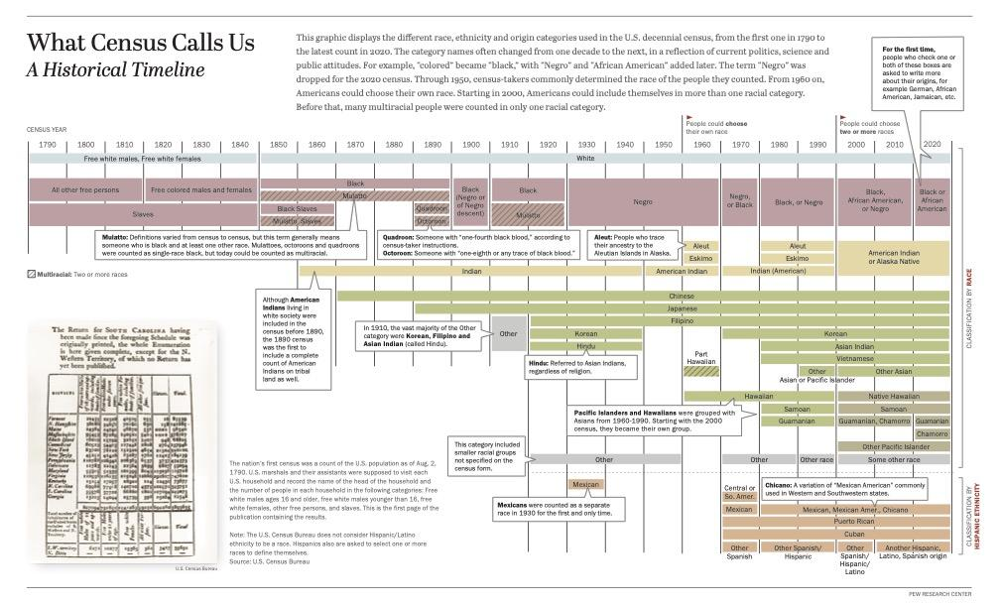 What Census Calls Us
A Historical Timeline
This graphic displays the different race, ethnicity and origin categories used in the U.S. decennial census, from the first one in 1790 to
the latest count in 2020. The category names often changed from one decade to the next, in a reflection of current politics, science and
public attitudes. For example, "colored" became "black," with "Negro" and "African American" added later. The term "Negro" was
dropped for the 2020 census. Through 1950, census-takers commonly determined the race of the people they counted. From 1960 on,
Americans could choose their own race. Starting in 2000, Americans could include themselves in more than one racial category.
Before that, many multiracial people were counted in only one racial category.
For the first time,
people who check one or
both of these boxes are
asked to write more
about their origins, for
example German, African
American, Jamaican, etc.
CENSUS YEAR
People could choose
their own race
People could choose
two or more races
1790 1800 1810 1820 1830 1840 1850 1860 1870 1880 1890 1900 1910 1920 1930 1940 1950 1960 1970 1980 1990 2000 2010 2020
Free white males, Free white females
White
All other free persons
Free colored males and females
Slaves
Black
Mulatto
Black Slaves
Mulatto Slaves
Quadroon
Octoroon
Black
(Negro or
of Negro
descent)
Black
Mulatto
Negro
Negro,
or Black
Black, or Negro
Black,
African American,
or Negro
Black or
African
American
Mulatto: Definitions varied from census to census, but this term generally means
someone who is black and at least one other race. Mulattoes, octoroons and quadroons
were counted as single-race black, but today could be counted as multiracial.
Quadroon: Someone with "one-fourth black blood," according to
census-taker instructions.
Octoroon: Someone with "one-eighth or any trace of black blood."
Aleut: People who trace
their ancestry to the
Aleutian Islands in Alaska.
Aleut
Eskimo
Aleut
Eskimo
American Indian
or Alaska Native
Multiracial: Two or more races
Indian
American Indian
Indian (American)
Although American
Indians living in
white society were
included in the
census before 1890,
the 1890 census
was the first to
include a complete
count of American
Indians on tribal
land as well.
Chinese
Japanese
Filipino
In 1910, the vast majority of the Other
category were Korean, Filipino and
Asian Indian (called Hindu).
Other
Korean
Hindu
Korean
Asian Indian
Vietnamese
Hindu: Referred to Asian Indians,
regardless of religion.
Part
Hawaiian
Other
Other Asian
Asian or Pacific Islander
Hawaiian
Native Hawaiian
Pacific Islanders and Hawaiians were grouped with
Asians from 1960-1990. Starting with the 2000
census, they became their own group.
Samoan
Samoan
Guamanian
Guamanian, Chamorro
Guamanian
Chamorro
Other Pacific Islander
This category included
smaller racial groups
not specified on the
census form.
Other
Other
Other race
Some other race
CLASSIFICATION BY RACE
Mexican
Mexicans were counted as a separate
race in 1930 for the first and only time.
Chicano: A variation of "Mexican American" commonly
used in Western and Southwestern states.
Central or
So. Amer.
Mexican
Mexican, Mexican Amer., Chicano
Puerto Rican
Cuban
Other
Spanish
Other Spanish/
Hispanic
Other
Spanish/
Hispanic/
Latino
Another Hispanic,
Latino, Spanish origin
CLASSIFICATION BY
HISPANIC ETHNICITY
The Return for SOUTH CAROLINA having
been made since the foregoing Schedule was
originally printed, the whole Enumeration
is here given complete, except for the N.
Western Territory, of which no Return has
yet been published.
U.S. Census Bureau
The nation's first census was a count of the U.S. population as of Aug. 2,
1790. U.S. marshals and their assistants were supposed to visit each
U.S. household and record the name of the head of the household and
the number of people in each household in the following categories: Free
white males ages 16 and older, free white males younger than 16, free
white females, other free persons, and slaves. This is the first page of the
publication containing the results.
Note: The U.S. Census Bureau does not consider Hispanic/Latino
ethnicity to be a race. Hispanics also are asked to select one or more
races to define themselves.
Source: U.S. Census Bureau
PEW RESEARCH CENTER